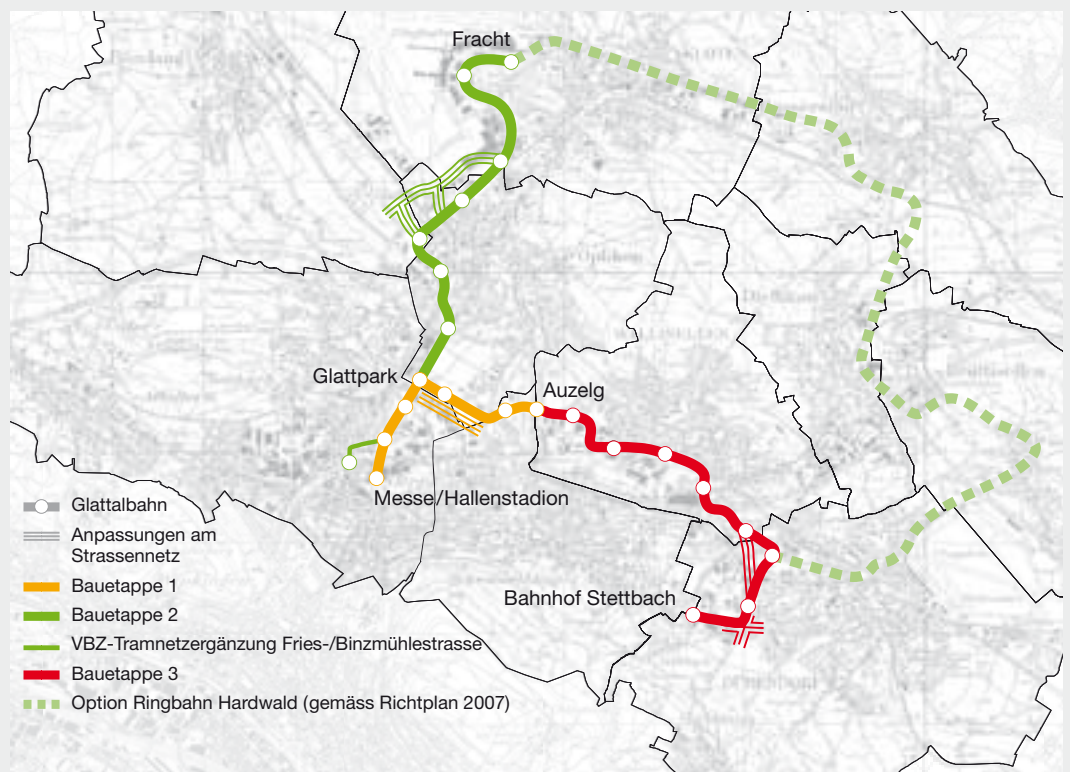 Fracht
Glattpark
Auzelg
Messe/Hallenstadion
Bahnhof Stettbach
Glattalbahn
Anpassungen am
Strassennetz
Bauetappe 1
Bauetappe 2
VBZ-Tramnetzergänzung Fries-/Binzmühlestrasse
Bauetappe 3
Option Ringbahn Hardwald (gemäss Richtplan 2007)